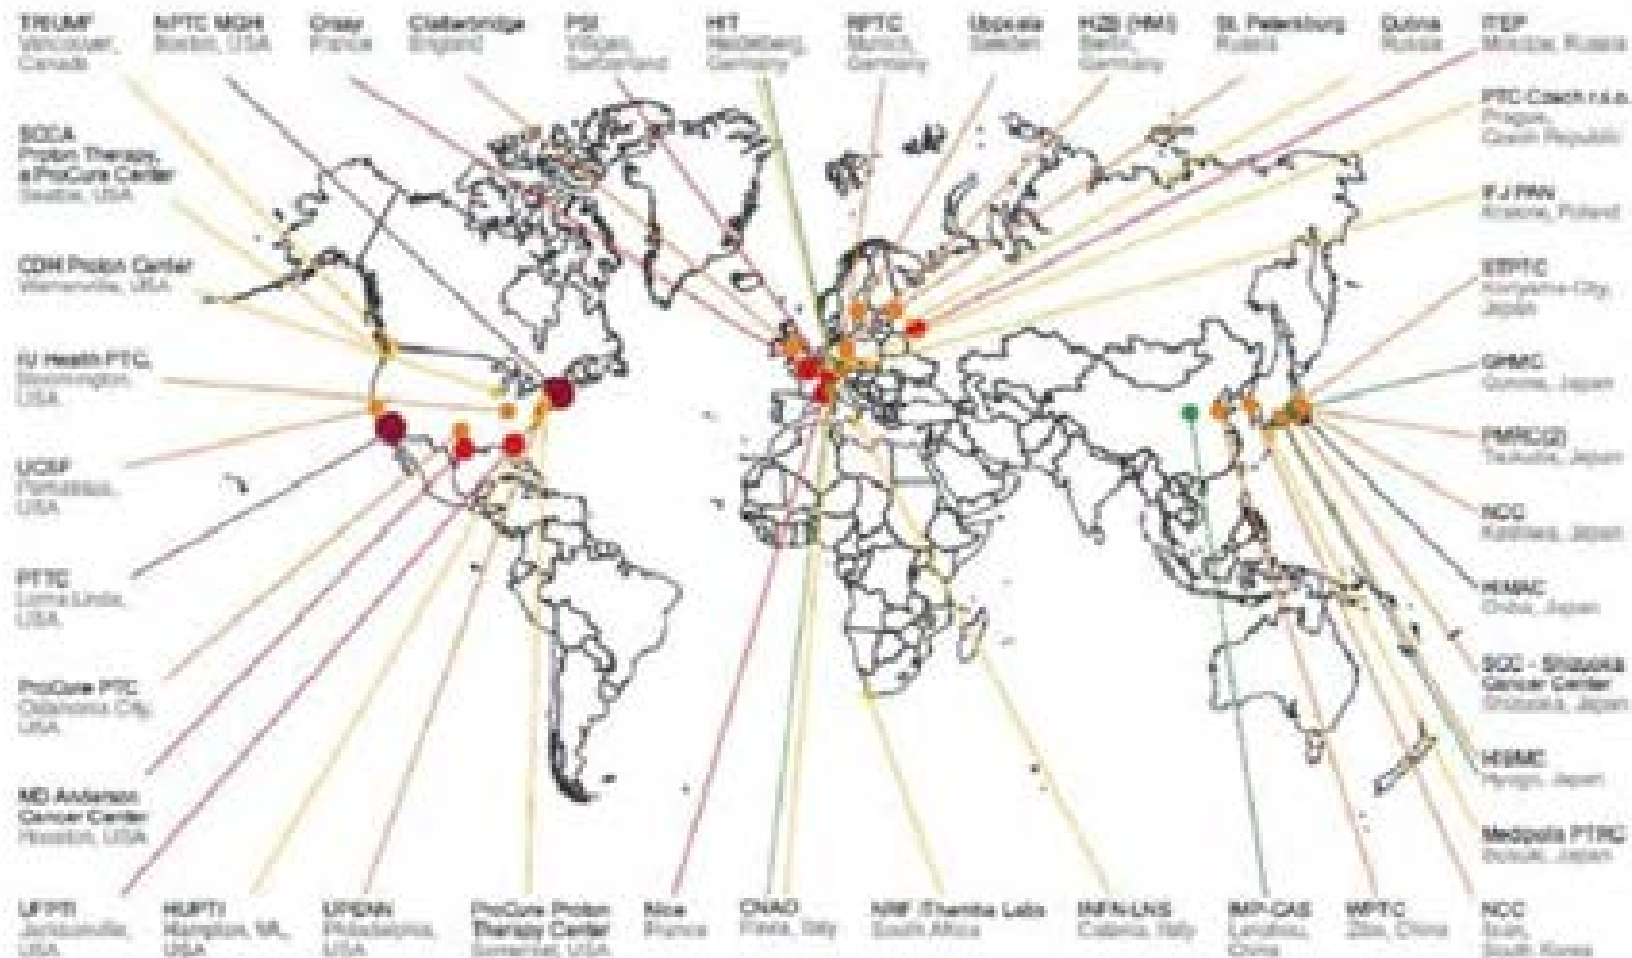 TRIUMF
Vancouver,
Canada
NPTC MGH
Boston, USA
Orsay
France
Clatterbridge
England
PSI
Villigen,
Switzerland
HIT
Heidelberg,
Germany
RPTC
Munich,
Germany
Uppsala
Sweden
HZB (HMI)
Berlin,
Germany
St. Petersburg
Russia
Dubna
Russia
ITEP
Moscow, Russia
SCCA
Proton Therapy,
a ProCure Center
Seattle, USA
CDH Proton Center
Warrenville, USA
IU Health PTC,
Bloomington,
USA
UCSF
USA
PTTC
Loma Linda,
USA
ProCure PTC
Oklahoma City,
USA
MD Anderson
Cancer Center
Houston, USA
PTC Czech r.s.o.
Prague,
Czech Republic
IFJ PAN
Krakow, Poland
STPTC
Koriyama-City,
Japan
GHMC
Gunma, Japan
PMRC(2)
Tsukuba, Japan
NCC
Kashiwa, Japan
HIMAC
Chiba, Japan
SCC - Shizuoka
Cancer Center
Shizuoka, Japan
HIBMC
Hyogo, Japan
Medipolis PTRC
Ibusuki, Japan
UFPTI
Jacksonville,
USA
HUPTI
Hampton, VA,
USA
UPENN
Philadelphia,
USA
ProCure Proton
Therapy Center
Somerset, USA
Nice
France
CNAO
Pavia, Italy
NRF iThemba Labs
South Africa
INFN-LNS
Catania, Italy
IMP-CAS
Lanzhou,
China
WPTC
Zibo, China
NCC
Ilsan,
South Korea